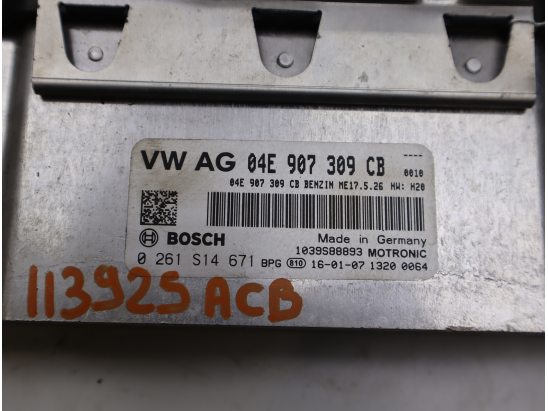 VW AG 04E 907 309 CB
----
0010
04E 907 309 CB BENZIN ME17.5.26 HW: H20
BOSCH
Made in Germany
1039S88893 MOTRONIC
0 261 S14 671 BPG 810 16-01-07 1320 0064
113925 ACB